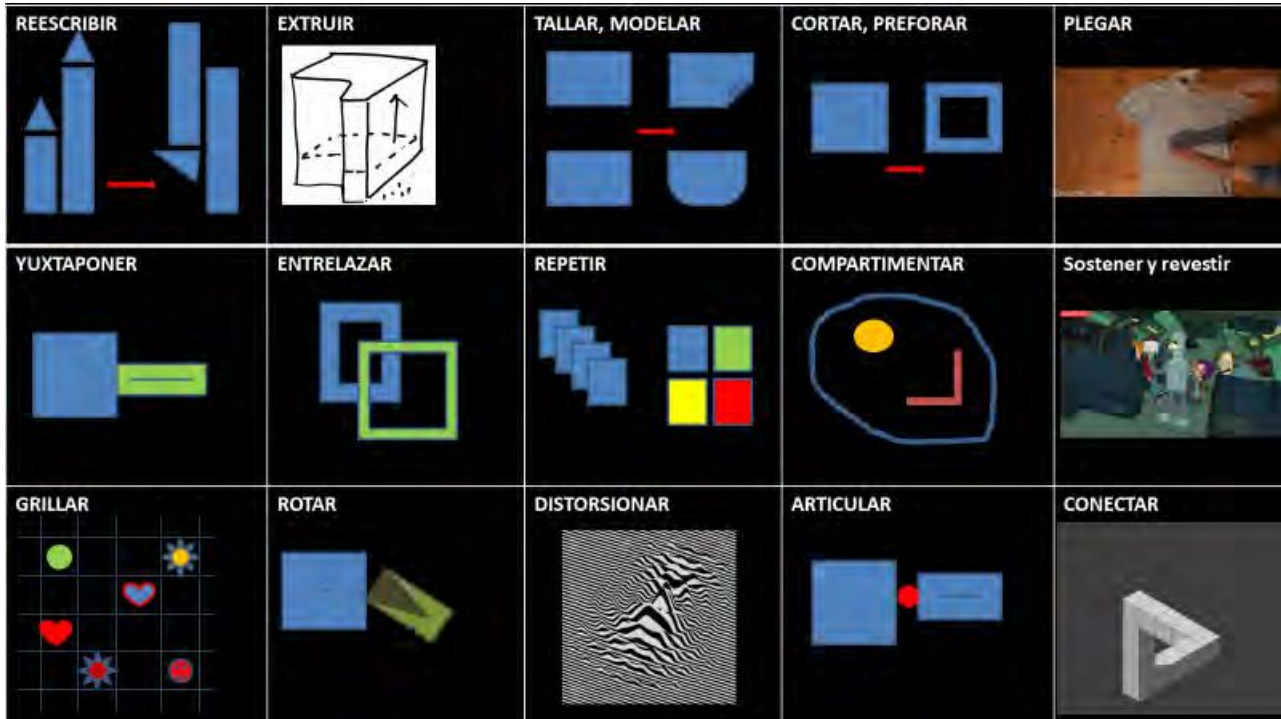 REESCRIBIR
EXTRUIR
TALLAR, MODELAR
CORTAR, PREFORAR
PLEGAR
YUXTAPONER
ENTRELAZAR
REPETIR
COMPARTIMENTAR
Sostener y revestir
GRILLAR
ROTAR
DISTORSIONAR
ARTICULAR
CONECTAR